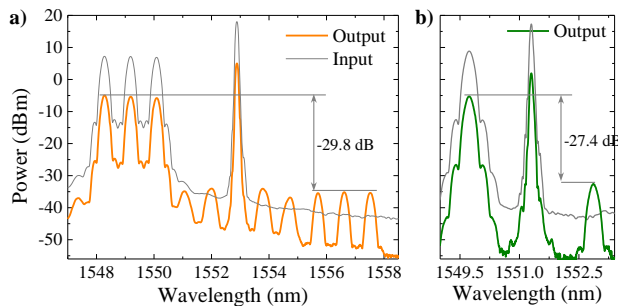 a)
b)
Output
Input
Output
20
10
0
-10
-20
-30
-40
-50
Power (dBm)
-29.8 dB
-27.4 dB
1548
1550
1552
1554
1556
1558
1549.5
1551.0
1552.5
Wavelength (nm)
Wavelength (nm)